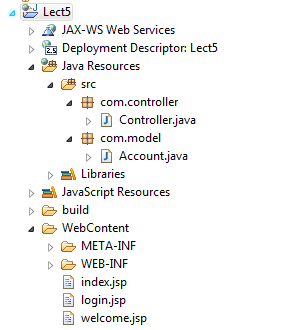 Lect5
JAX-WS Web Services
Deployment Descriptor: Lect5
Java Resources
src
com.controller
Controller.java
com.model
Account.java
Libraries
JavaScript Resources
build
WebContent
META-INF
WEB-INF
index.jsp
login.jsp
welcome.jsp